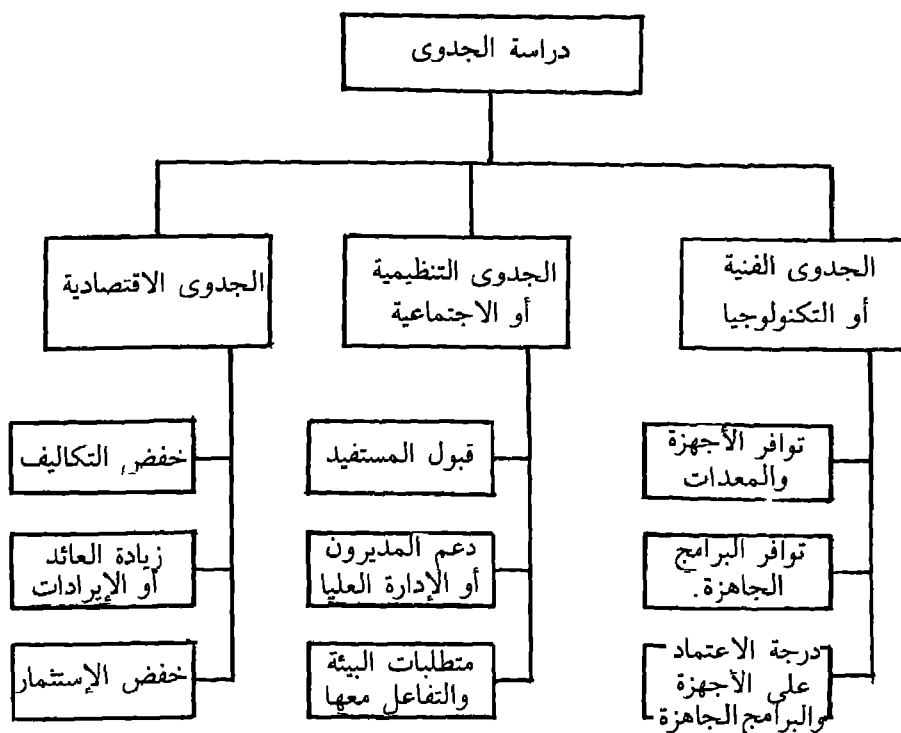 دراسة الجدوى
الجدوى الفنية
أو التكنولوجيا
الجدوى التنظيمية
أو الاجتماعية
الجدوى الاقتصادية
توافر الأجهزة
والمعدات
توافر البرامج
الجاهزة.
درجة الاعتماد
على الأجهزة
والبرامج الجاهزة
قبول المستفيد
دعم المديرون
أو الإدارة العليا
متطلبات البيئة
والتفاعل معها
خفض التكاليف
زيادة العائد
أو الإيرادات
خفض الإستثمار